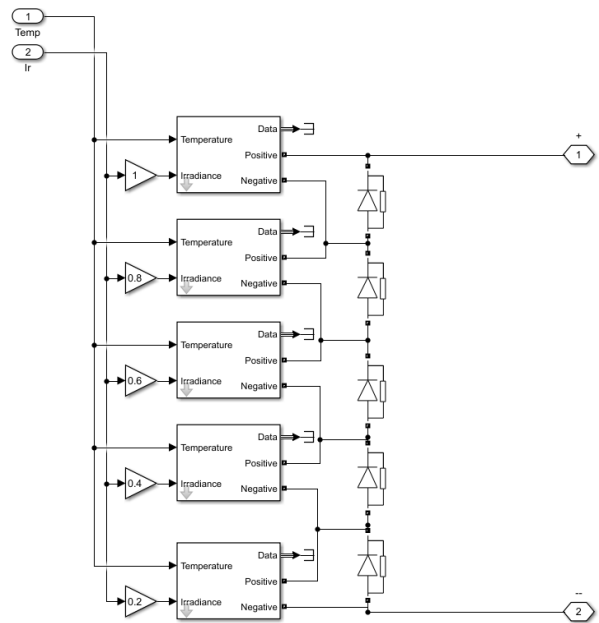 1
Temp
2
Ir
Data
Temperature
Positive
+
1
1
Irradiance
Negative
Data
Temperature
Positive
0.8
Irradiance
Negative
Data
Temperature
Positive
0.6
Irradiance
Negative
Data
Temperature
Positive
0.4
Irradiance
Negative
Data
Temperature
Positive
0.2
Irradiance
Negative
--
2